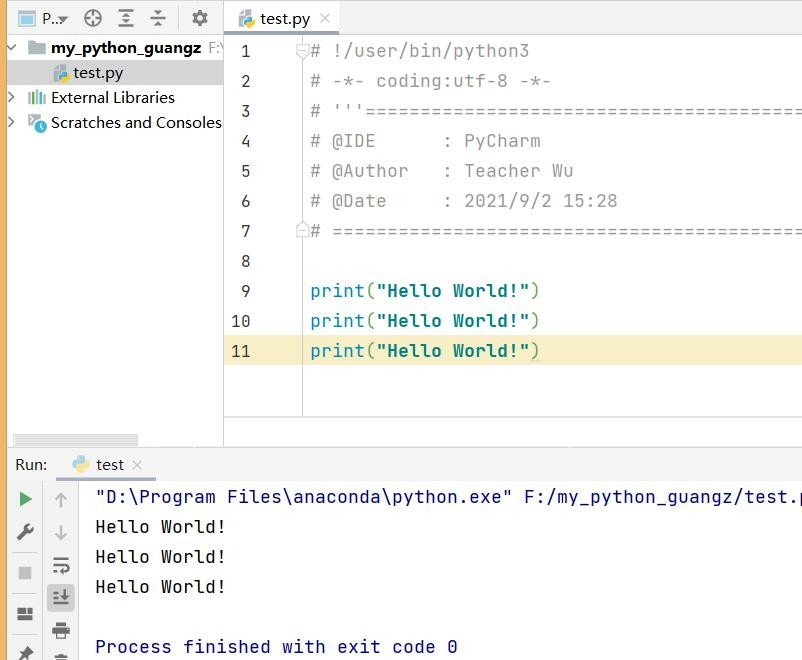 P...
test.py
my_python_guangz F:\
test.py
External Libraries
Scratches and Consoles
1 # !/user/bin/python3
2 # -*- coding:utf-8 -*-
3 # '''========================================
4 # @IDE      : PyCharm
5 # @Author   : Teacher Wu
6 # @Date     : 2021/9/2 15:28
7 # ===========================================
8
9 print("Hello World!")
10 print("Hello World!")
11 print("Hello World!")
Run: test
"D:\Program Files\anaconda\python.exe" F:/my_python_guangz/test.p
Hello World!
Hello World!
Hello World!
Process finished with exit code 0